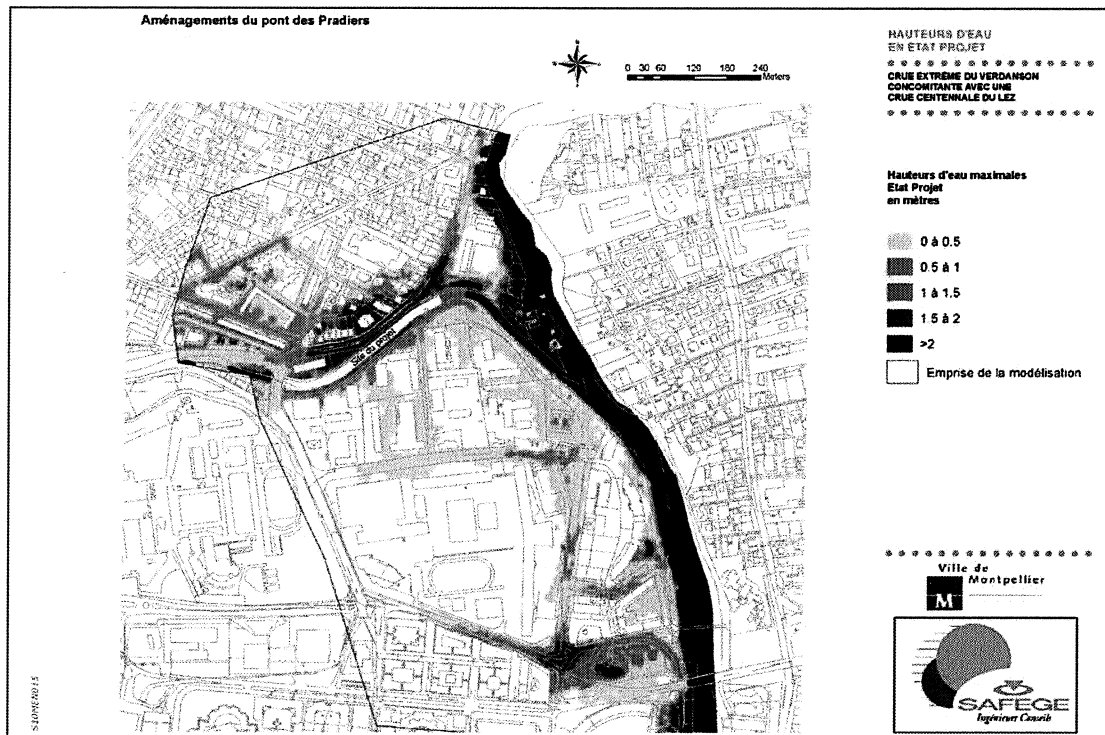 Aménagements du pont des Pradiers
0 30 60 120 180 240
Meters
HAUTEURS D'EAU
EN ETAT PROJET
CRUE EXTRÊME DU VERDANSON
CONCOMITANTE AVEC UNE
CRUE CENTENNALE DU LEZ
Hauteurs d'eau maximales
Etat Projet
en mètres
0 à 0.5
0.5 à 1
1 à 1.5
1.5 à 2
>2
Emprise de la modélisation
Site du projet
Ville de
Montpellier
M
SAFEGE
Ingénieurs Conseils
S10MEN015